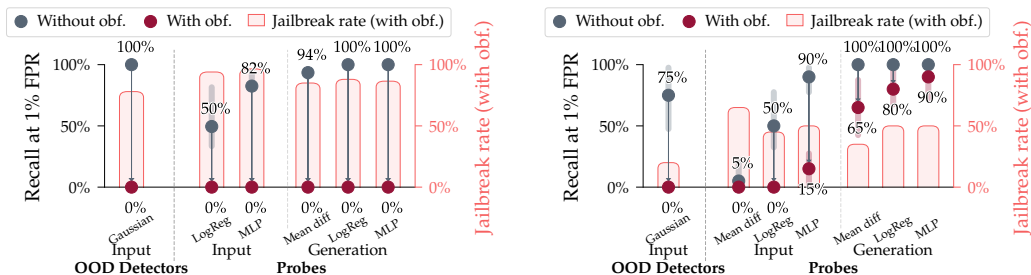 Without obf. With obf. Jailbreak rate (with obf.)
100% 82% 94% 100% 100%
100% 100%
50%
50% 50%
0% 0%
0% 0% 0% 0% 0% 0%
Recall at 1% FPR
Jailbreak rate (with obf.)
Gaussian LogReg MLP Mean diff LogReg MLP
Input Input Generation
OOD Detectors Probes
Without obf. With obf. Jailbreak rate (with obf.)
90% 100% 100% 100%
100% 75% 100%
50%
50% 65% 80% 90% 50%
5%
0% 15% 0%
0% 0% 0%
Recall at 1% FPR
Jailbreak rate (with obf.)
Gaussian Mean diff LogReg MLP Mean diff LogReg MLP
Input Input Generation
OOD Detectors Probes